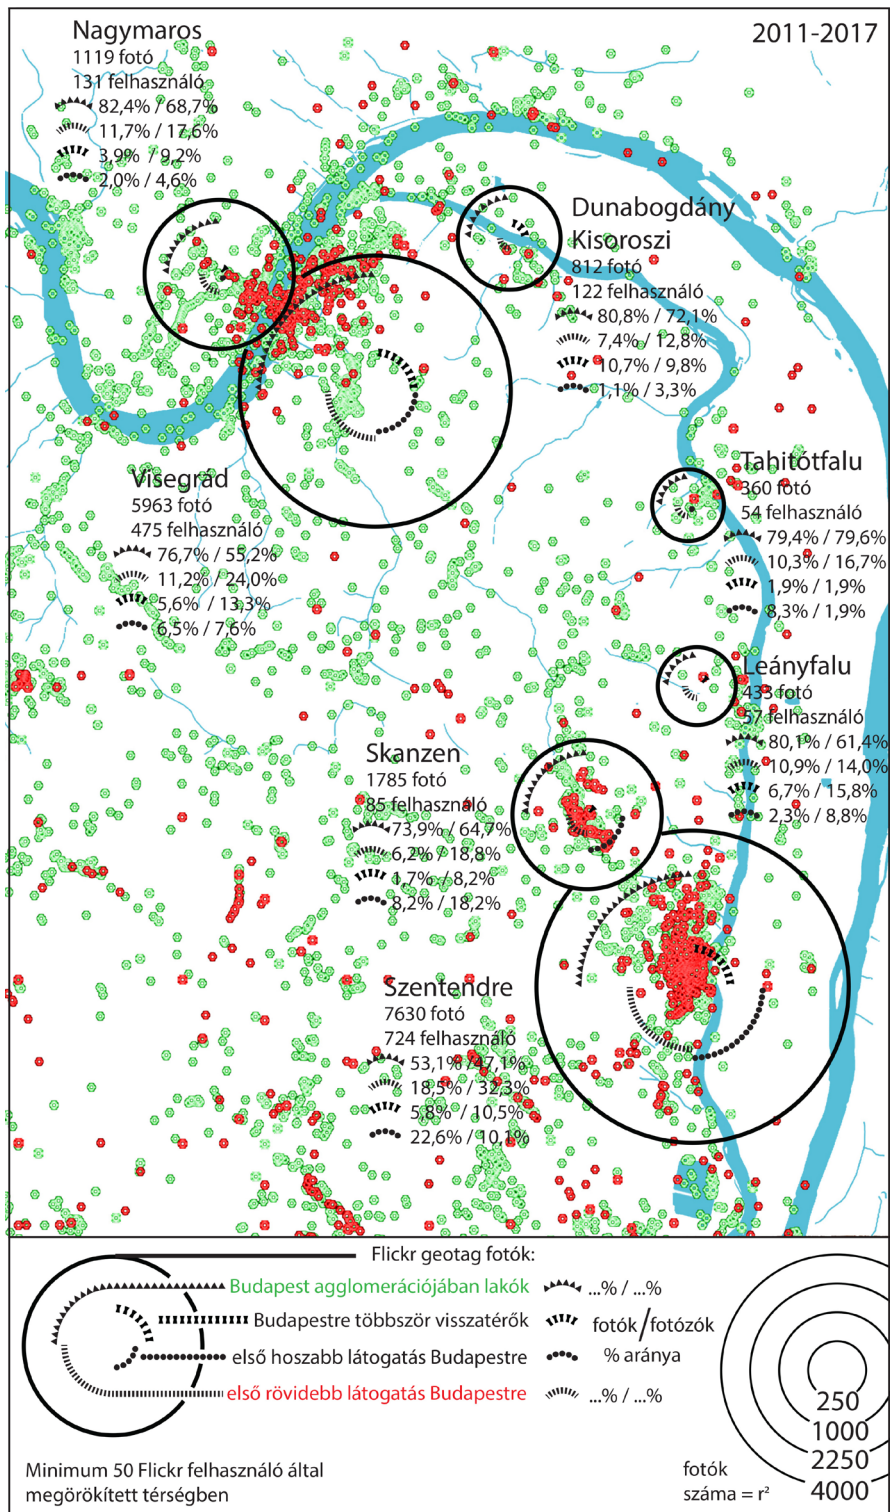 2011-2017
Nagymaros
1119 fotó
131 felhasználó
82,4% / 68,7%
11,7% / 17,6%
3,9% / 9,2%
2,0% / 4,6%
Dunabogdány
Kisoroszi
812 fotó
122 felhasználó
80,8% / 72,1%
7,4% / 12,8%
10,7% / 9,8%
1,1% / 3,3%
Visegrád
5963 fotó
475 felhasználó
76,7% / 55,2%
11,2% / 24,0%
5,6% / 13,3%
6,5% / 7,6%
Tahitótfalu
360 fotó
54 felhasználó
79,4% / 79,6%
10,3% / 16,7%
1,9% / 1,9%
8,3% / 1,9%
Leányfalu
433 fotó
57 felhasználó
80,1% / 61,4%
10,9% / 14,0%
6,7% / 15,8%
2,3% / 8,8%
Skanzen
1785 fotó
85 felhasználó
73,9% / 64,7%
6,2% / 18,8%
1,7% / 8,2%
8,2% / 18,2%
Szentendre
7630 fotó
724 felhasználó
53,1% / 47,1%
18,5% / 32,3%
5,8% / 10,5%
22,6% / 10,1%
Flickr geotag fotók:
Budapest agglomerációjában lakók ...% / ...%
Budapestre többször visszatérők fotók/fotózók
első hoszabb látogatás Budapestre % aránya
első rövidebb látogatás Budapestre ...% / ...%
Minimum 50 Flickr felhasználó által
megörökített térségben
250
1000
2250
4000
fotók
száma = r²